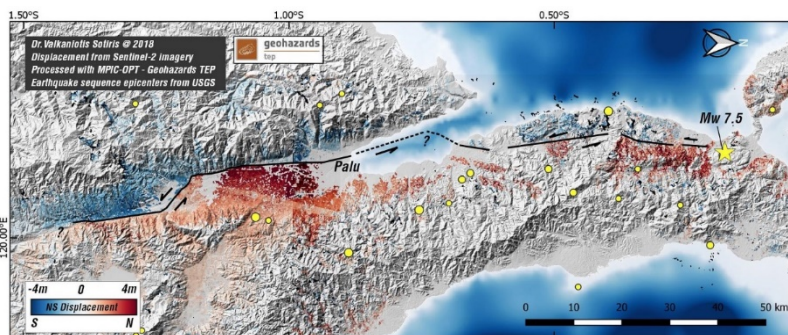 1.50°S
1.00°S
0.50°S
Dr. Valkaniotis Sotiris @ 2018
Displacement from Sentinel-2 imagery
Processed with MPIC-OPT - Geohazards TEP
Earthquake sequence epicenters from USGS
geohazards
tep
N
Mw 7.5
?
Palu
?
120.00°E
-4m 0 4m
NS Displacement
S N
0 10 20 30 40 50 km